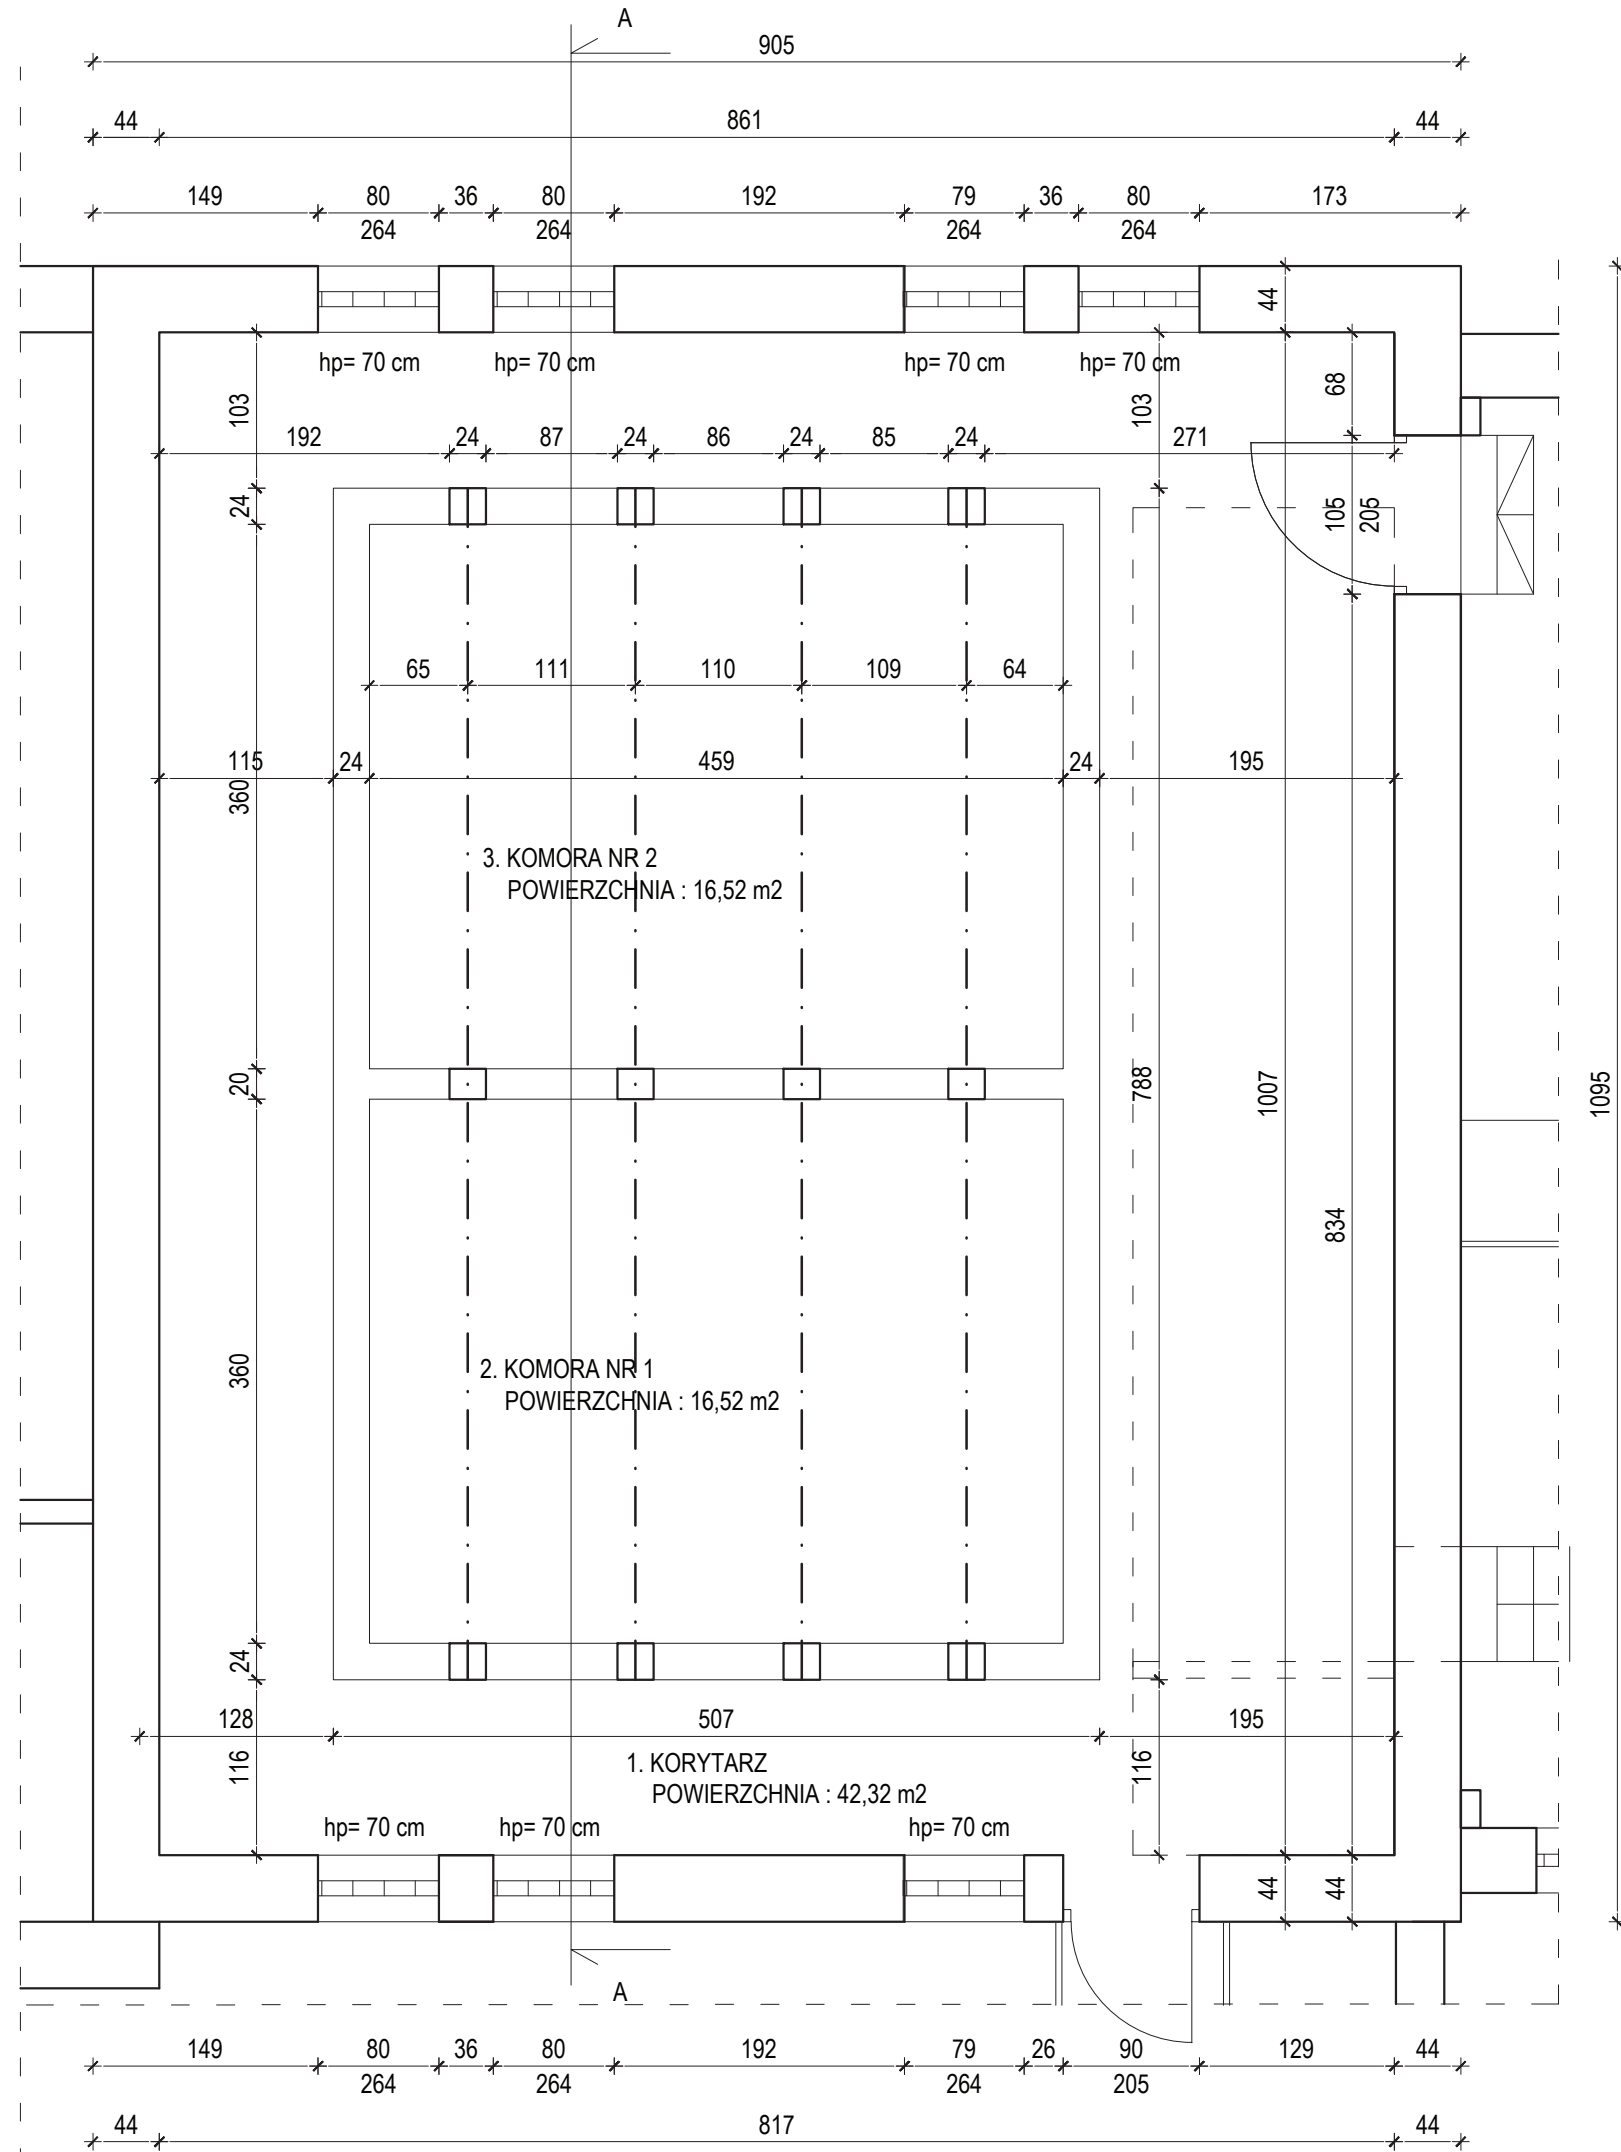 A
905
44 861 44
149 80 36 80 192 79 36 80 173
264 264 264 264
44
hp= 70 cm hp= 70 cm hp= 70 cm hp= 70 cm
68
103 103
192 24 87 24 86 24 85 24 271
24
105
205
65 111 110 109 64
115 24 459 24 195
360
3. KOMORA NR 2
POWIERZCHNIA : 16,52 m2
20
788
1007
1095
834
360
2. KOMORA NR 1
POWIERZCHNIA : 16,52 m2
24
128 507 195
116 116
1. KORYTARZ
POWIERZCHNIA : 42,32 m2
hp= 70 cm hp= 70 cm hp= 70 cm
44 44
A
149 80 36 80 192 79 26 90 129 44
264 264 264 205
44 817 44